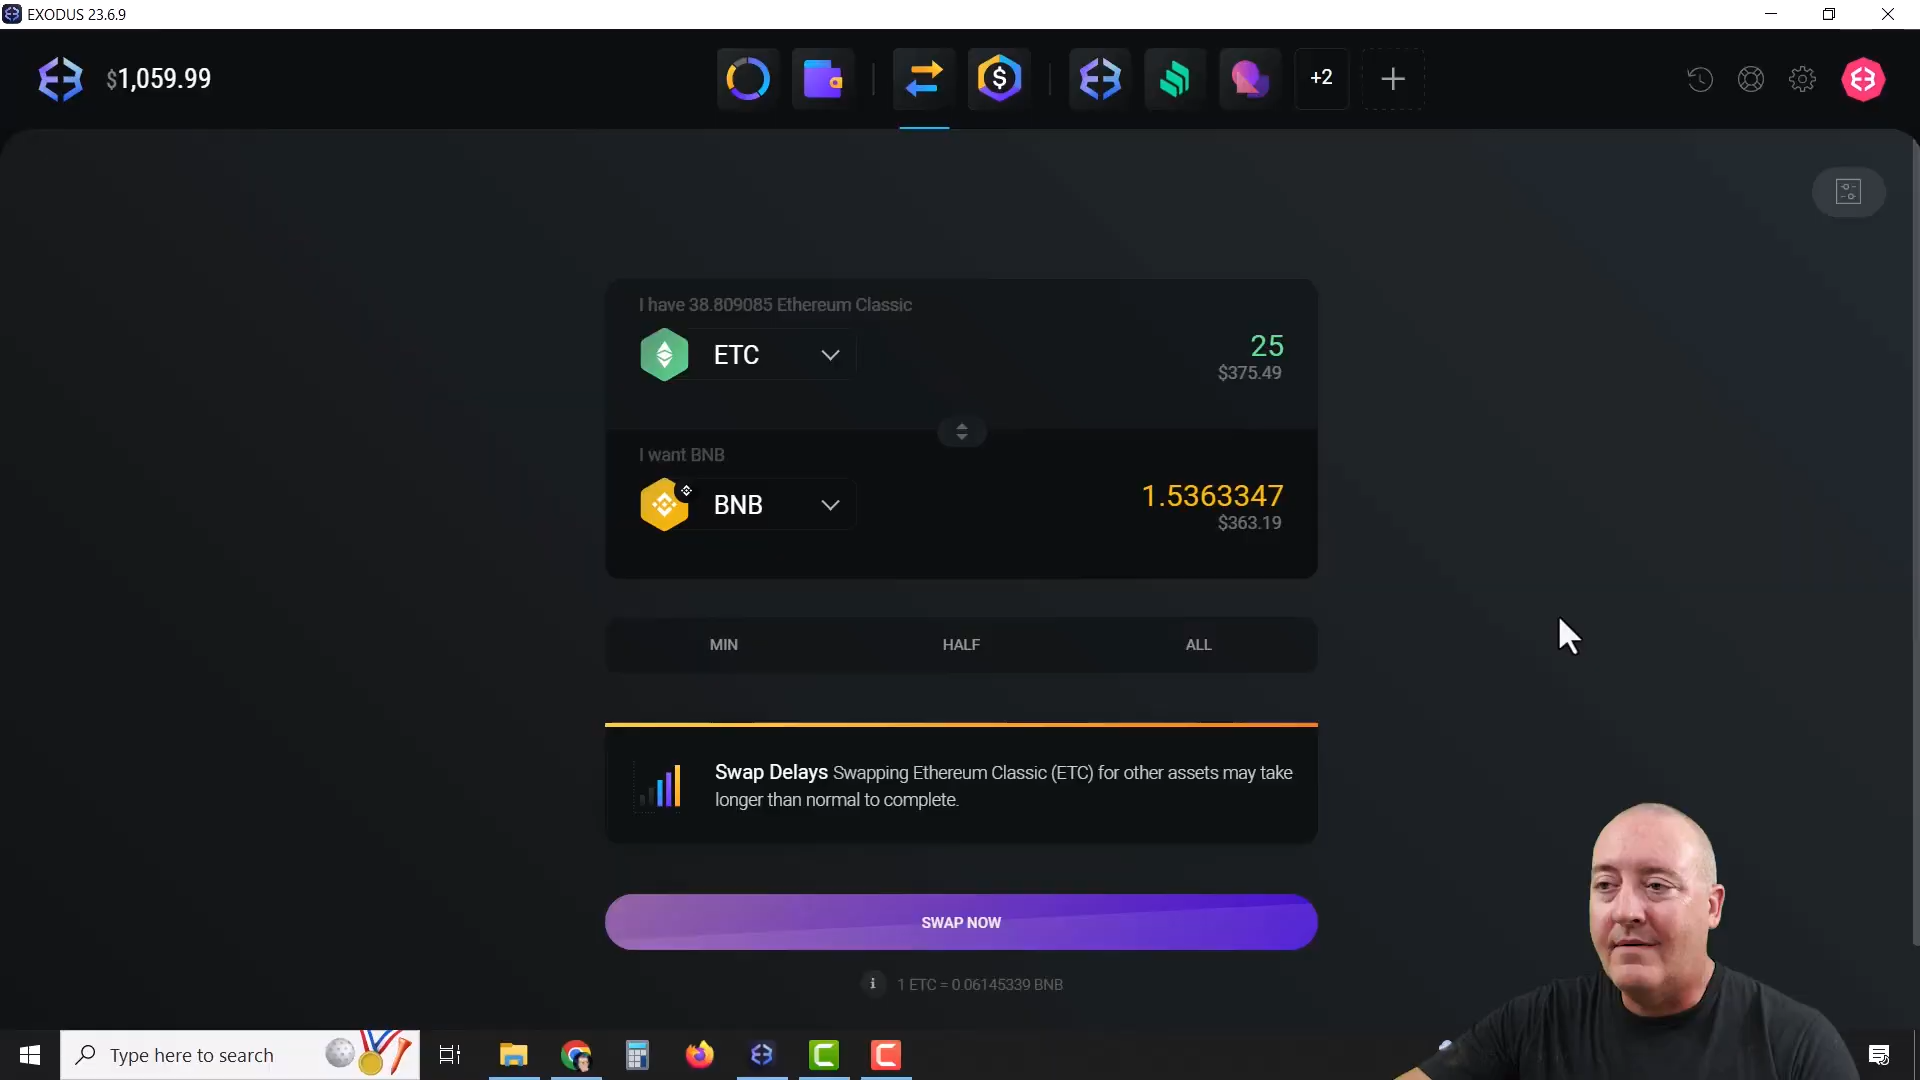 EXODUS 23.6.9
$1,059.99
+2
I have 38.809085 Ethereum Classic
ETC
25
$375.49
I want BNB
BNB
1.5363347
$363.19
MIN
HALF
ALL
Swap Delays Swapping Ethereum Classic (ETC) for other assets may take
longer than normal to complete.
SWAP NOW
1 ETC = 0.06145339 BNB
Type here to search